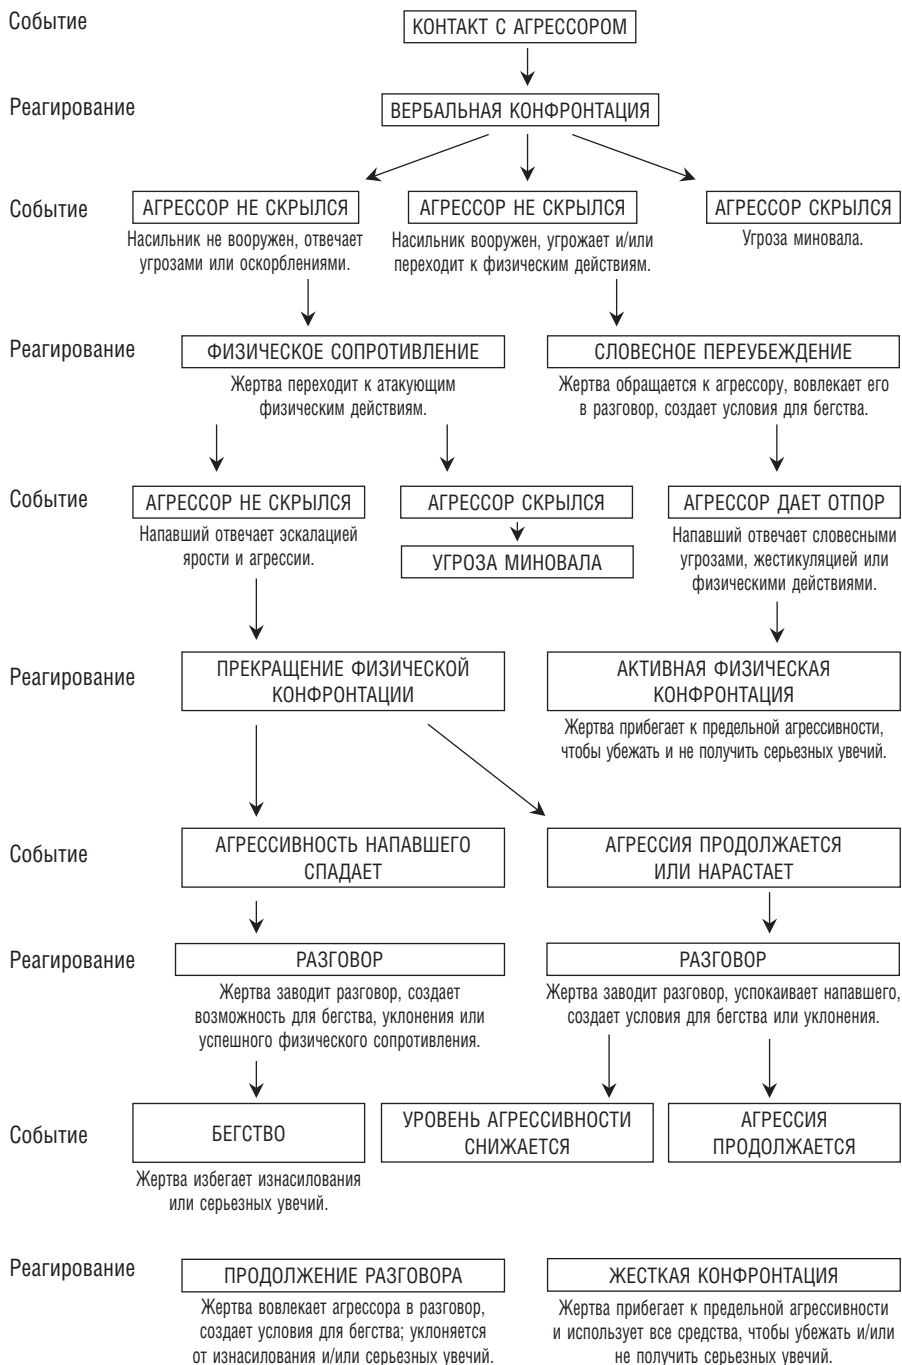 Событие
КОНТАКТ С АГРЕССОРОМ
Реагирование
ВЕРБАЛЬНАЯ КОНФРОНТАЦИЯ
Событие
АГРЕССОР НЕ СКРЫЛСЯ
Насильник не вооружен, отвечает
угрозами или оскорблениями.
АГРЕССОР НЕ СКРЫЛСЯ
Насильник вооружен, угрожает и/или
переходит к физическим действиям.
АГРЕССОР СКРЫЛСЯ
Угроза миновала.
Реагирование
ФИЗИЧЕСКОЕ СОПРОТИВЛЕНИЕ
Жертва переходит к атакующим
физическим действиям.
СЛОВЕСНОЕ ПЕРЕУБЕЖДЕНИЕ
Жертва обращается к агрессору, вовлекает его
в разговор, создает условия для бегства.
Событие
АГРЕССОР НЕ СКРЫЛСЯ
Напавший отвечает эскалацией
ярости и агрессии.
АГРЕССОР СКРЫЛСЯ
УГРОЗА МИНОВАЛА
АГРЕССОР ДАЕТ ОТПОР
Напавший отвечает словесными
угрозами, жестикуляцией или
физическими действиями.
Реагирование
ПРЕКРАЩЕНИЕ ФИЗИЧЕСКОЙ
КОНФРОНТАЦИИ
АКТИВНАЯ ФИЗИЧЕСКАЯ
КОНФРОНТАЦИЯ
Жертва прибегает к предельной агрессивности,
чтобы убежать и не получить серьезных увечий.
Событие
АГРЕССИВНОСТЬ НАПАВШЕГО
СПАДАЕТ
АГРЕССИЯ ПРОДОЛЖАЕТСЯ
ИЛИ НАРАСТАЕТ
Реагирование
РАЗГОВОР
Жертва заводит разговор, создает
возможность для бегства, уклонения или
успешного физического сопротивления.
РАЗГОВОР
Жертва заводит разговор, успокаивает напавшего,
создает условия для бегства или уклонения.
Событие
БЕГСТВО
Жертва избегает изнасилования
или серьезных увечий.
УРОВЕНЬ АГРЕССИВНОСТИ
СНИЖАЕТСЯ
АГРЕССИЯ
ПРОДОЛЖАЕТСЯ
Реагирование
ПРОДОЛЖЕНИЕ РАЗГОВОРА
Жертва вовлекает агрессора в разговор,
создает условия для бегства; уклоняется
от изнасилования и/или серьезных увечий.
ЖЕСТКАЯ КОНФРОНТАЦИЯ
Жертва прибегает к предельной агрессивности
и использует все средства, чтобы убежать и/или
не получить серьезных увечий.